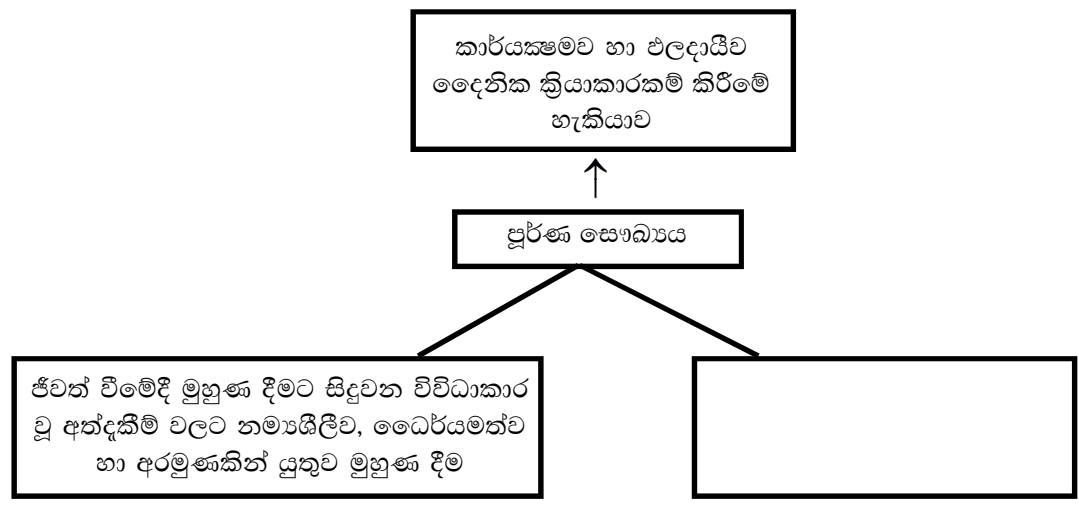 කාර්යක්‍ෂමව හා ඵලදායීව
දෛනික ක්‍රියාකාරකම් කිරීමේ
හැකියාව
පූර්ණ සෞඛ්‍යය
ජීවත් වීමේදී මුහුණ දීමට සිදුවන විවිධාකාර
වූ අත්දැකීම් වලට නම්‍යශීලීව, ධෛර්යමත්ව
හා අරමුණකින් යුතුව මුහුණ දීම